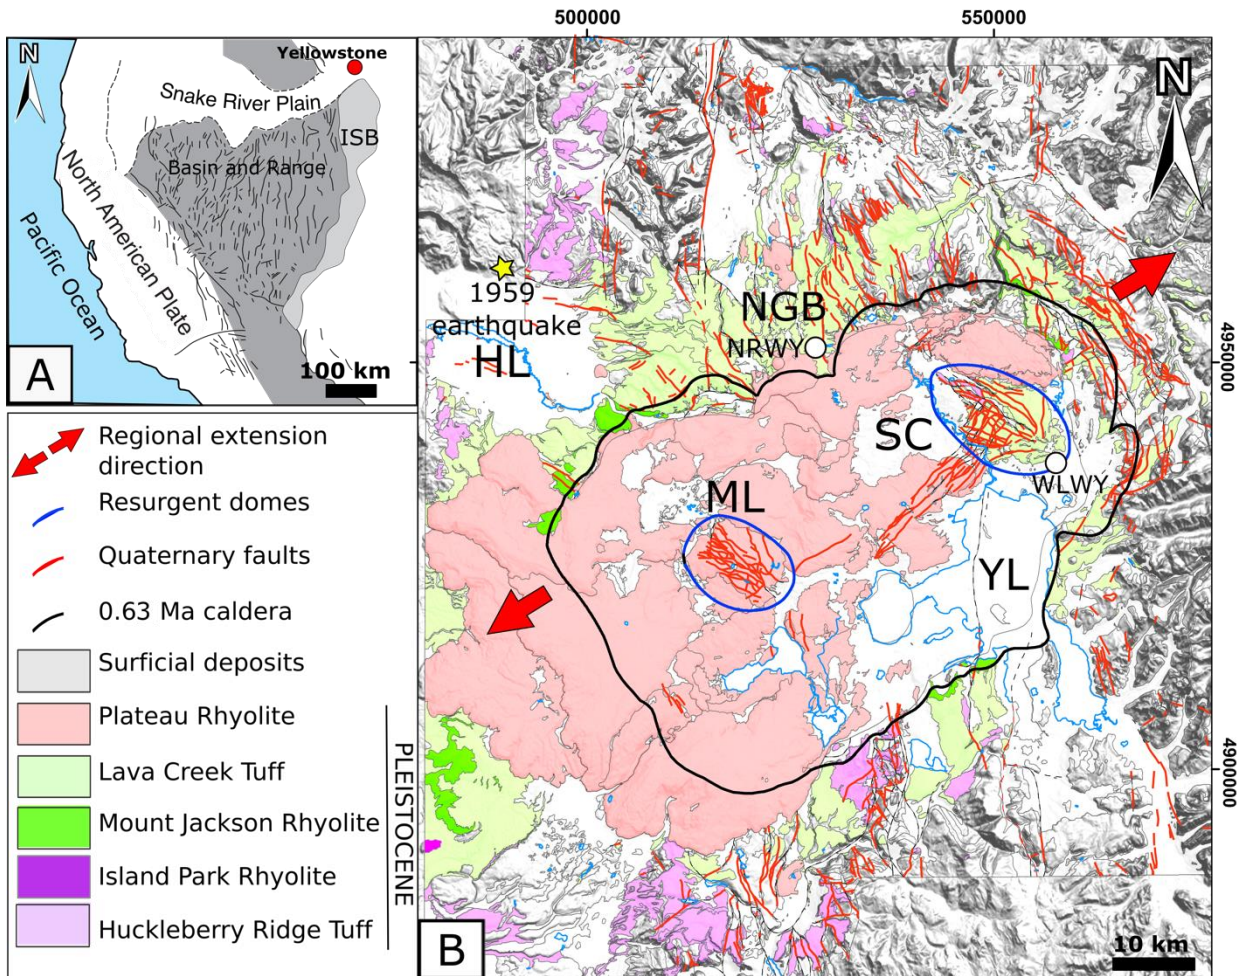 500000
550000
N
Yellowstone
Snake River Plain
ISB
Basin and Range
North American Plate
Pacific Ocean
A
100 km
Regional extension
direction
Resurgent domes
Quaternary faults
0.63 Ma caldera
Surficial deposits
Plateau Rhyolite
Lava Creek Tuff
Mount Jackson Rhyolite
Island Park Rhyolite
Huckleberry Ridge Tuff
PLEISTOCENE
N
1959
earthquake
NGB
NRWY
HL
SC
WLWY
ML
YL
4950000
4900000
B
10 km